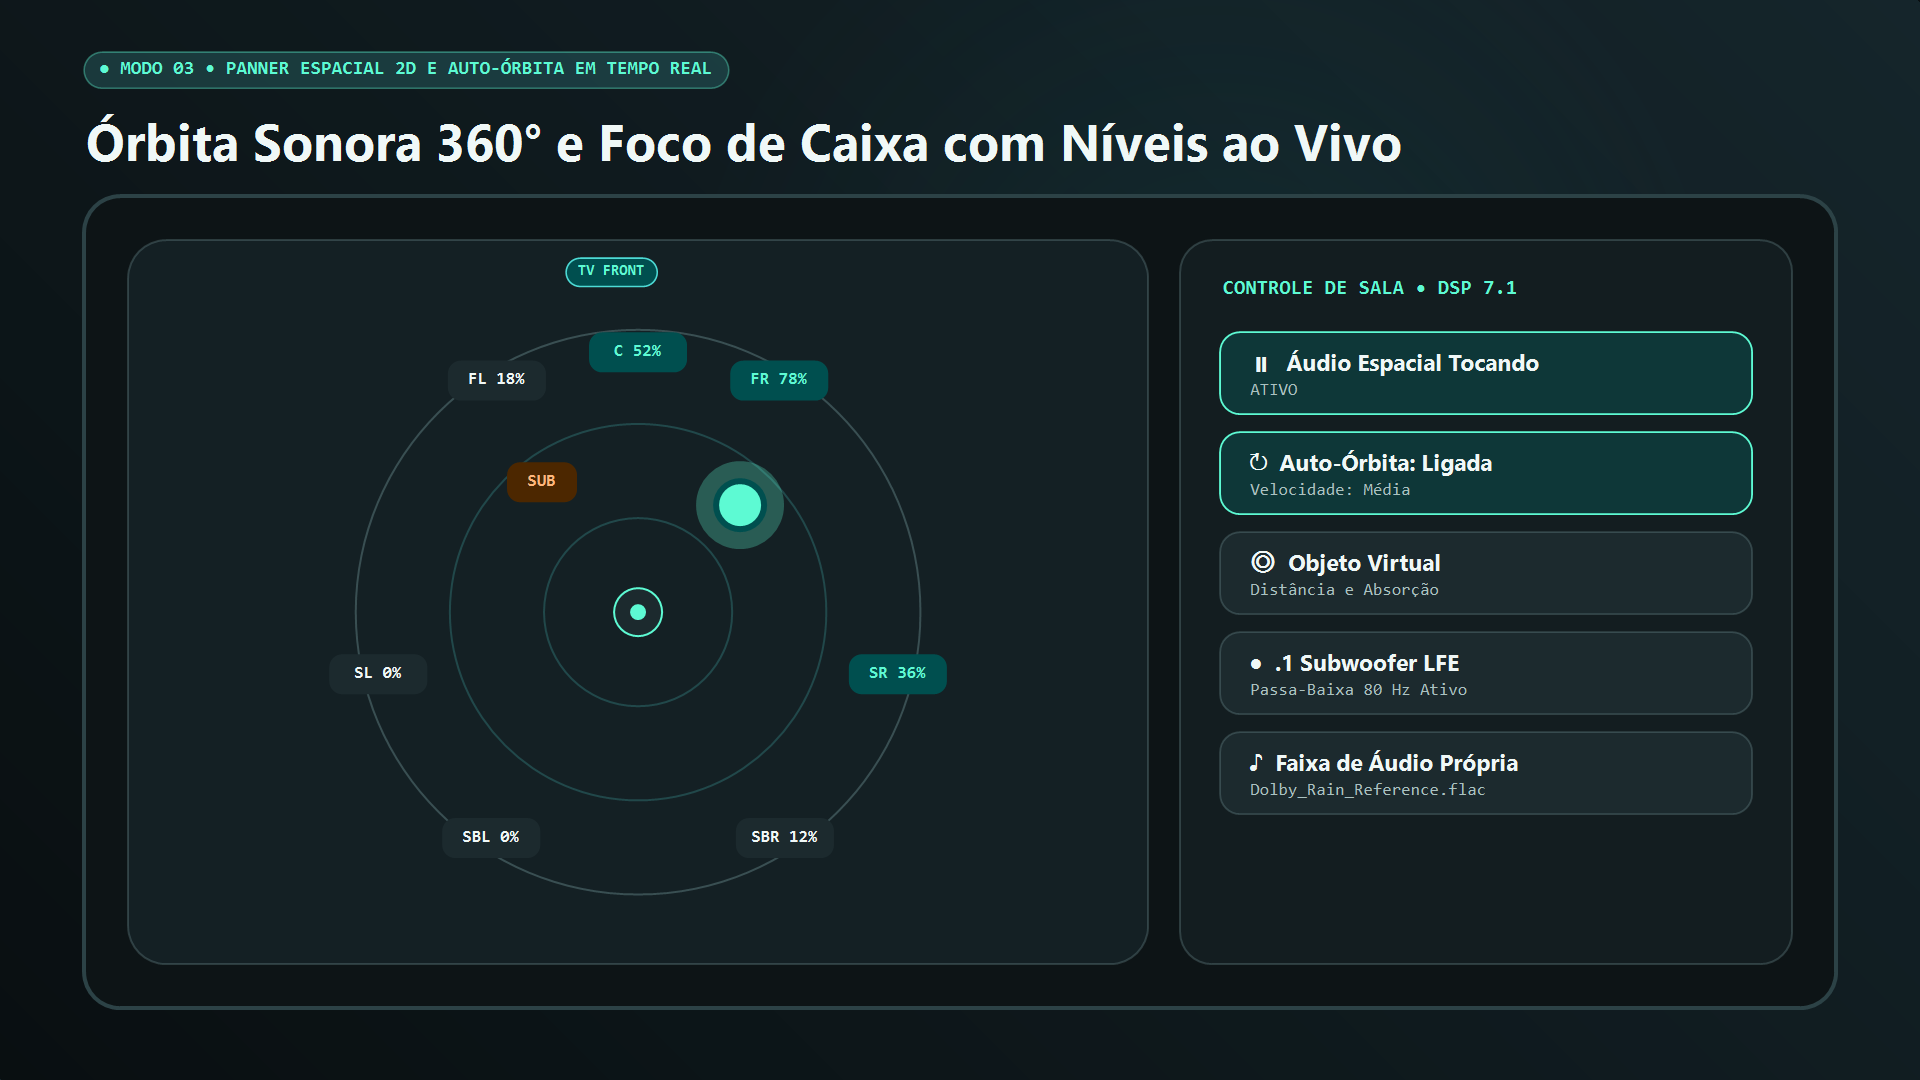 ● MODO 03 • PANNER ESPACIAL 2D E AUTO-ÓRBITA EM TEMPO REAL
Órbita Sonora 360° e Foco de Caixa com Níveis ao Vivo
TV FRONT
C 52%
FL 18%
FR 78%
SUB
SL 0%
SR 36%
SBL 0%
SBR 12%
CONTROLE DE SALA • DSP 7.1
⏸ Áudio Espacial Tocando
ATIVO
↻ Auto-Órbita: Ligada
Velocidade: Média
◎ Objeto Virtual
Distância e Absorção
● .1 Subwoofer LFE
Passa-Baixa 80 Hz Ativo
♪ Faixa de Áudio Própria
Dolby_Rain_Reference.flac